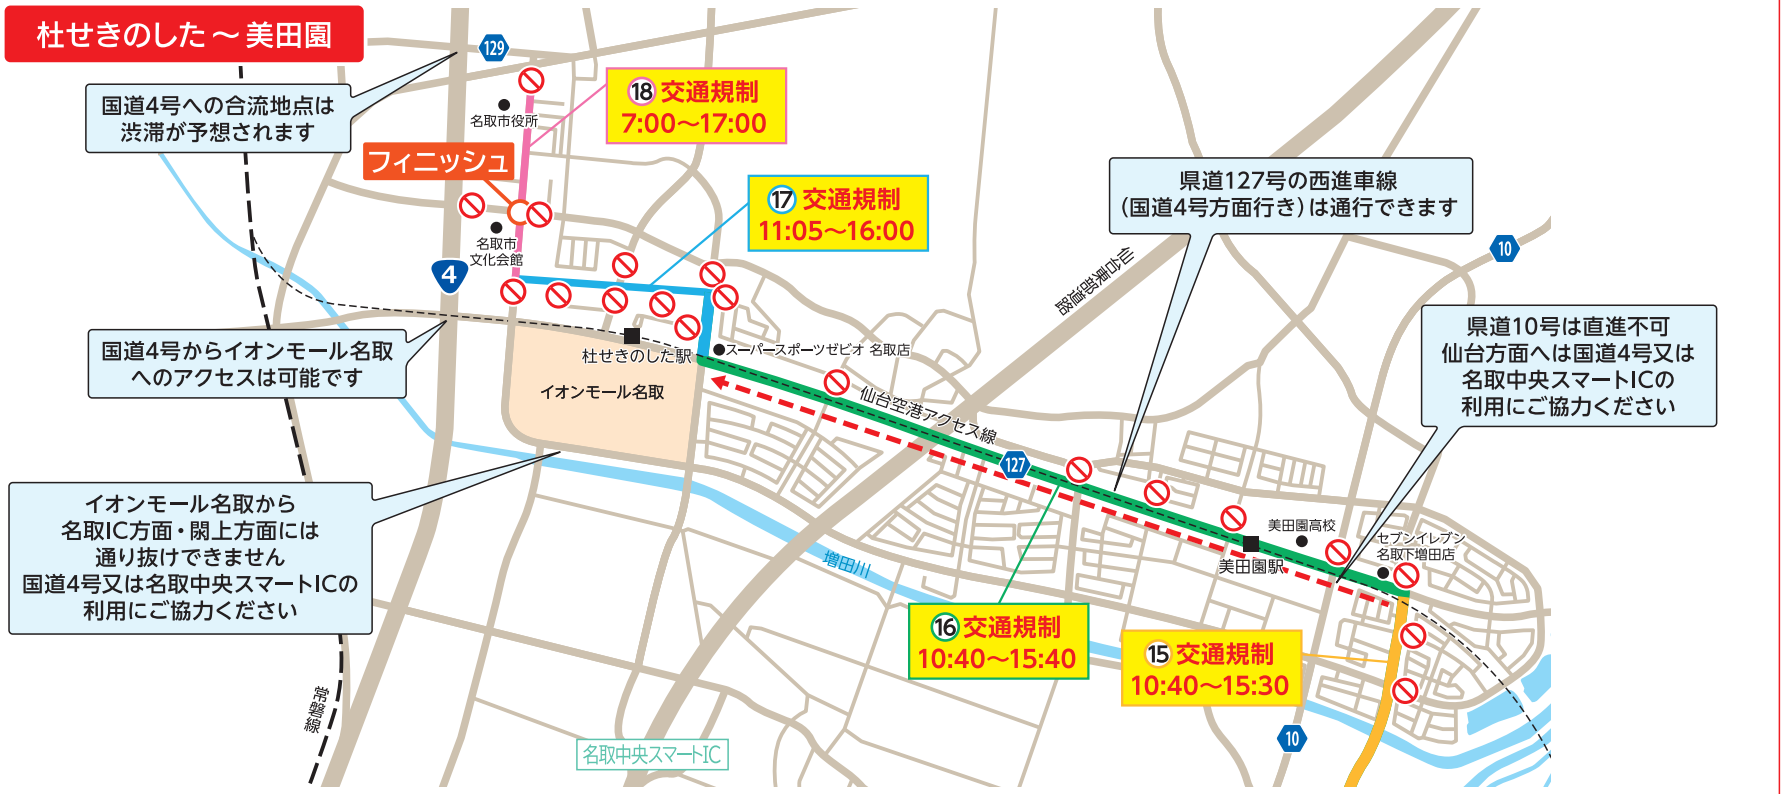 杜せきのした～美田園
129
国道4号への合流地点は
渋滞が予想されます
⑱ 交通規制
7:00～17:00
名取市役所
フィニッシュ
⑰ 交通規制
11:05～16:00
県道127号の西進車線
(国道4号方面行き)は通行できます
名取市
文化会館
4
10
仙台東部道路
国道4号からイオンモール名取
へのアクセスは可能です
杜せきのした駅
スーパースポーツゼビオ 名取店
県道10号は直進不可
仙台方面へは国道4号又は
名取中央スマートICの
利用にご協力ください
イオンモール名取
仙台空港アクセス線
127
イオンモール名取から
名取IC方面・閖上方面には
通り抜けできません
国道4号又は名取中央スマートICの
利用にご協力ください
美田園高校
セブンイレブン
名取下増田店
美田園駅
増田川
⑯ 交通規制
10:40～15:40
⑮ 交通規制
10:40～15:30
常磐線
名取中央スマートIC
10